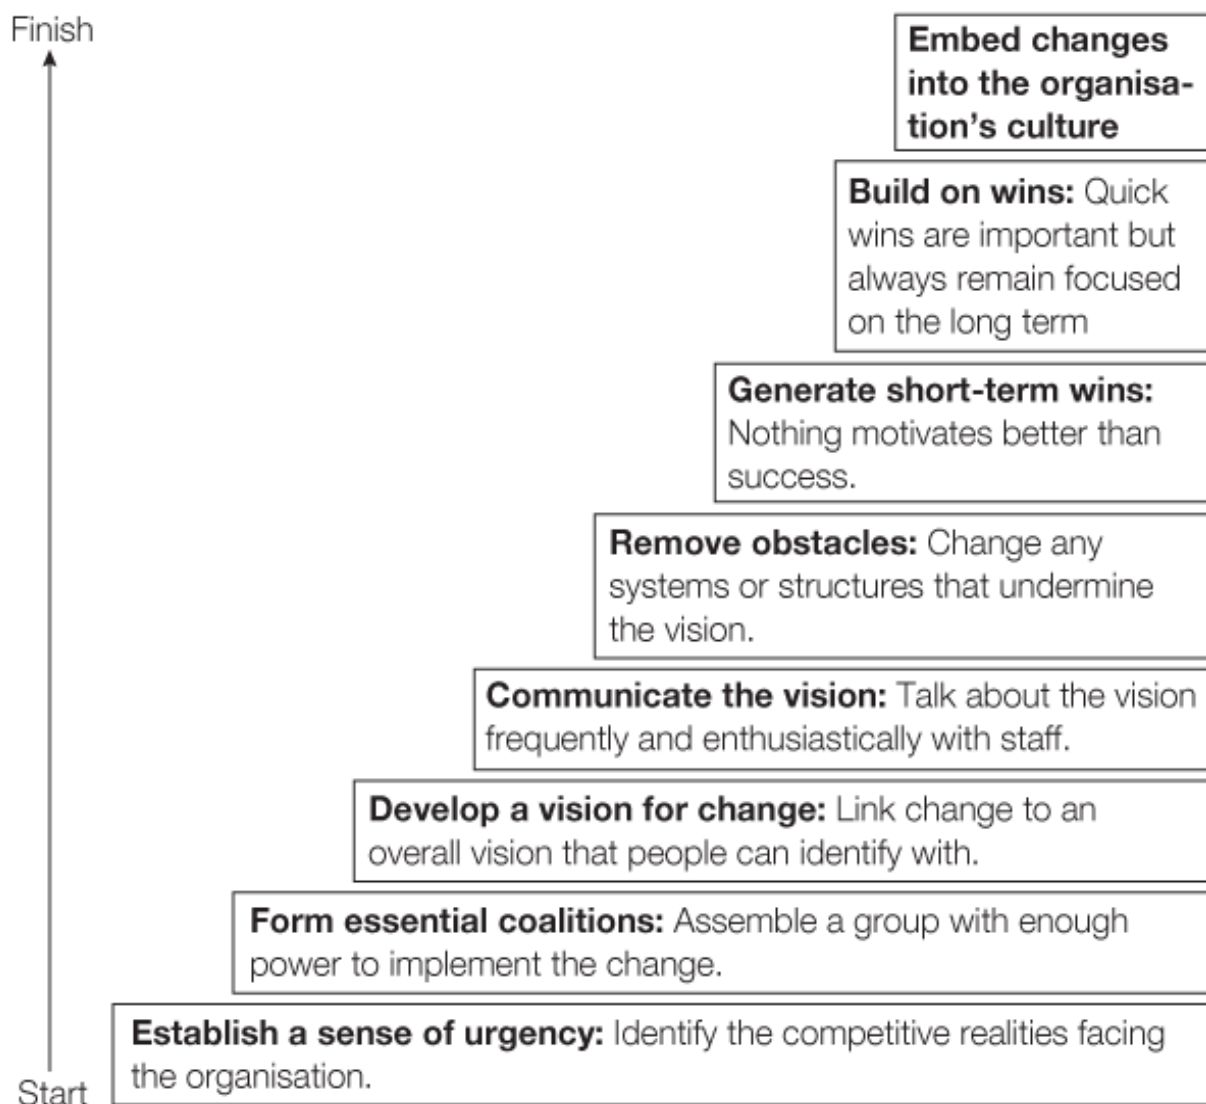 Finish
Embed changes
into the organisa-
tion's culture
Build on wins: Quick
wins are important but
always remain focused
on the long term
Generate short-term wins:
Nothing motivates better than
success.
Remove obstacles: Change any
systems or structures that undermine
the vision.
Communicate the vision: Talk about the vision
frequently and enthusiastically with staff.
Develop a vision for change: Link change to an
overall vision that people can identify with.
Form essential coalitions: Assemble a group with enough
power to implement the change.
Establish a sense of urgency: Identify the competitive realities facing
the organisation.
Start